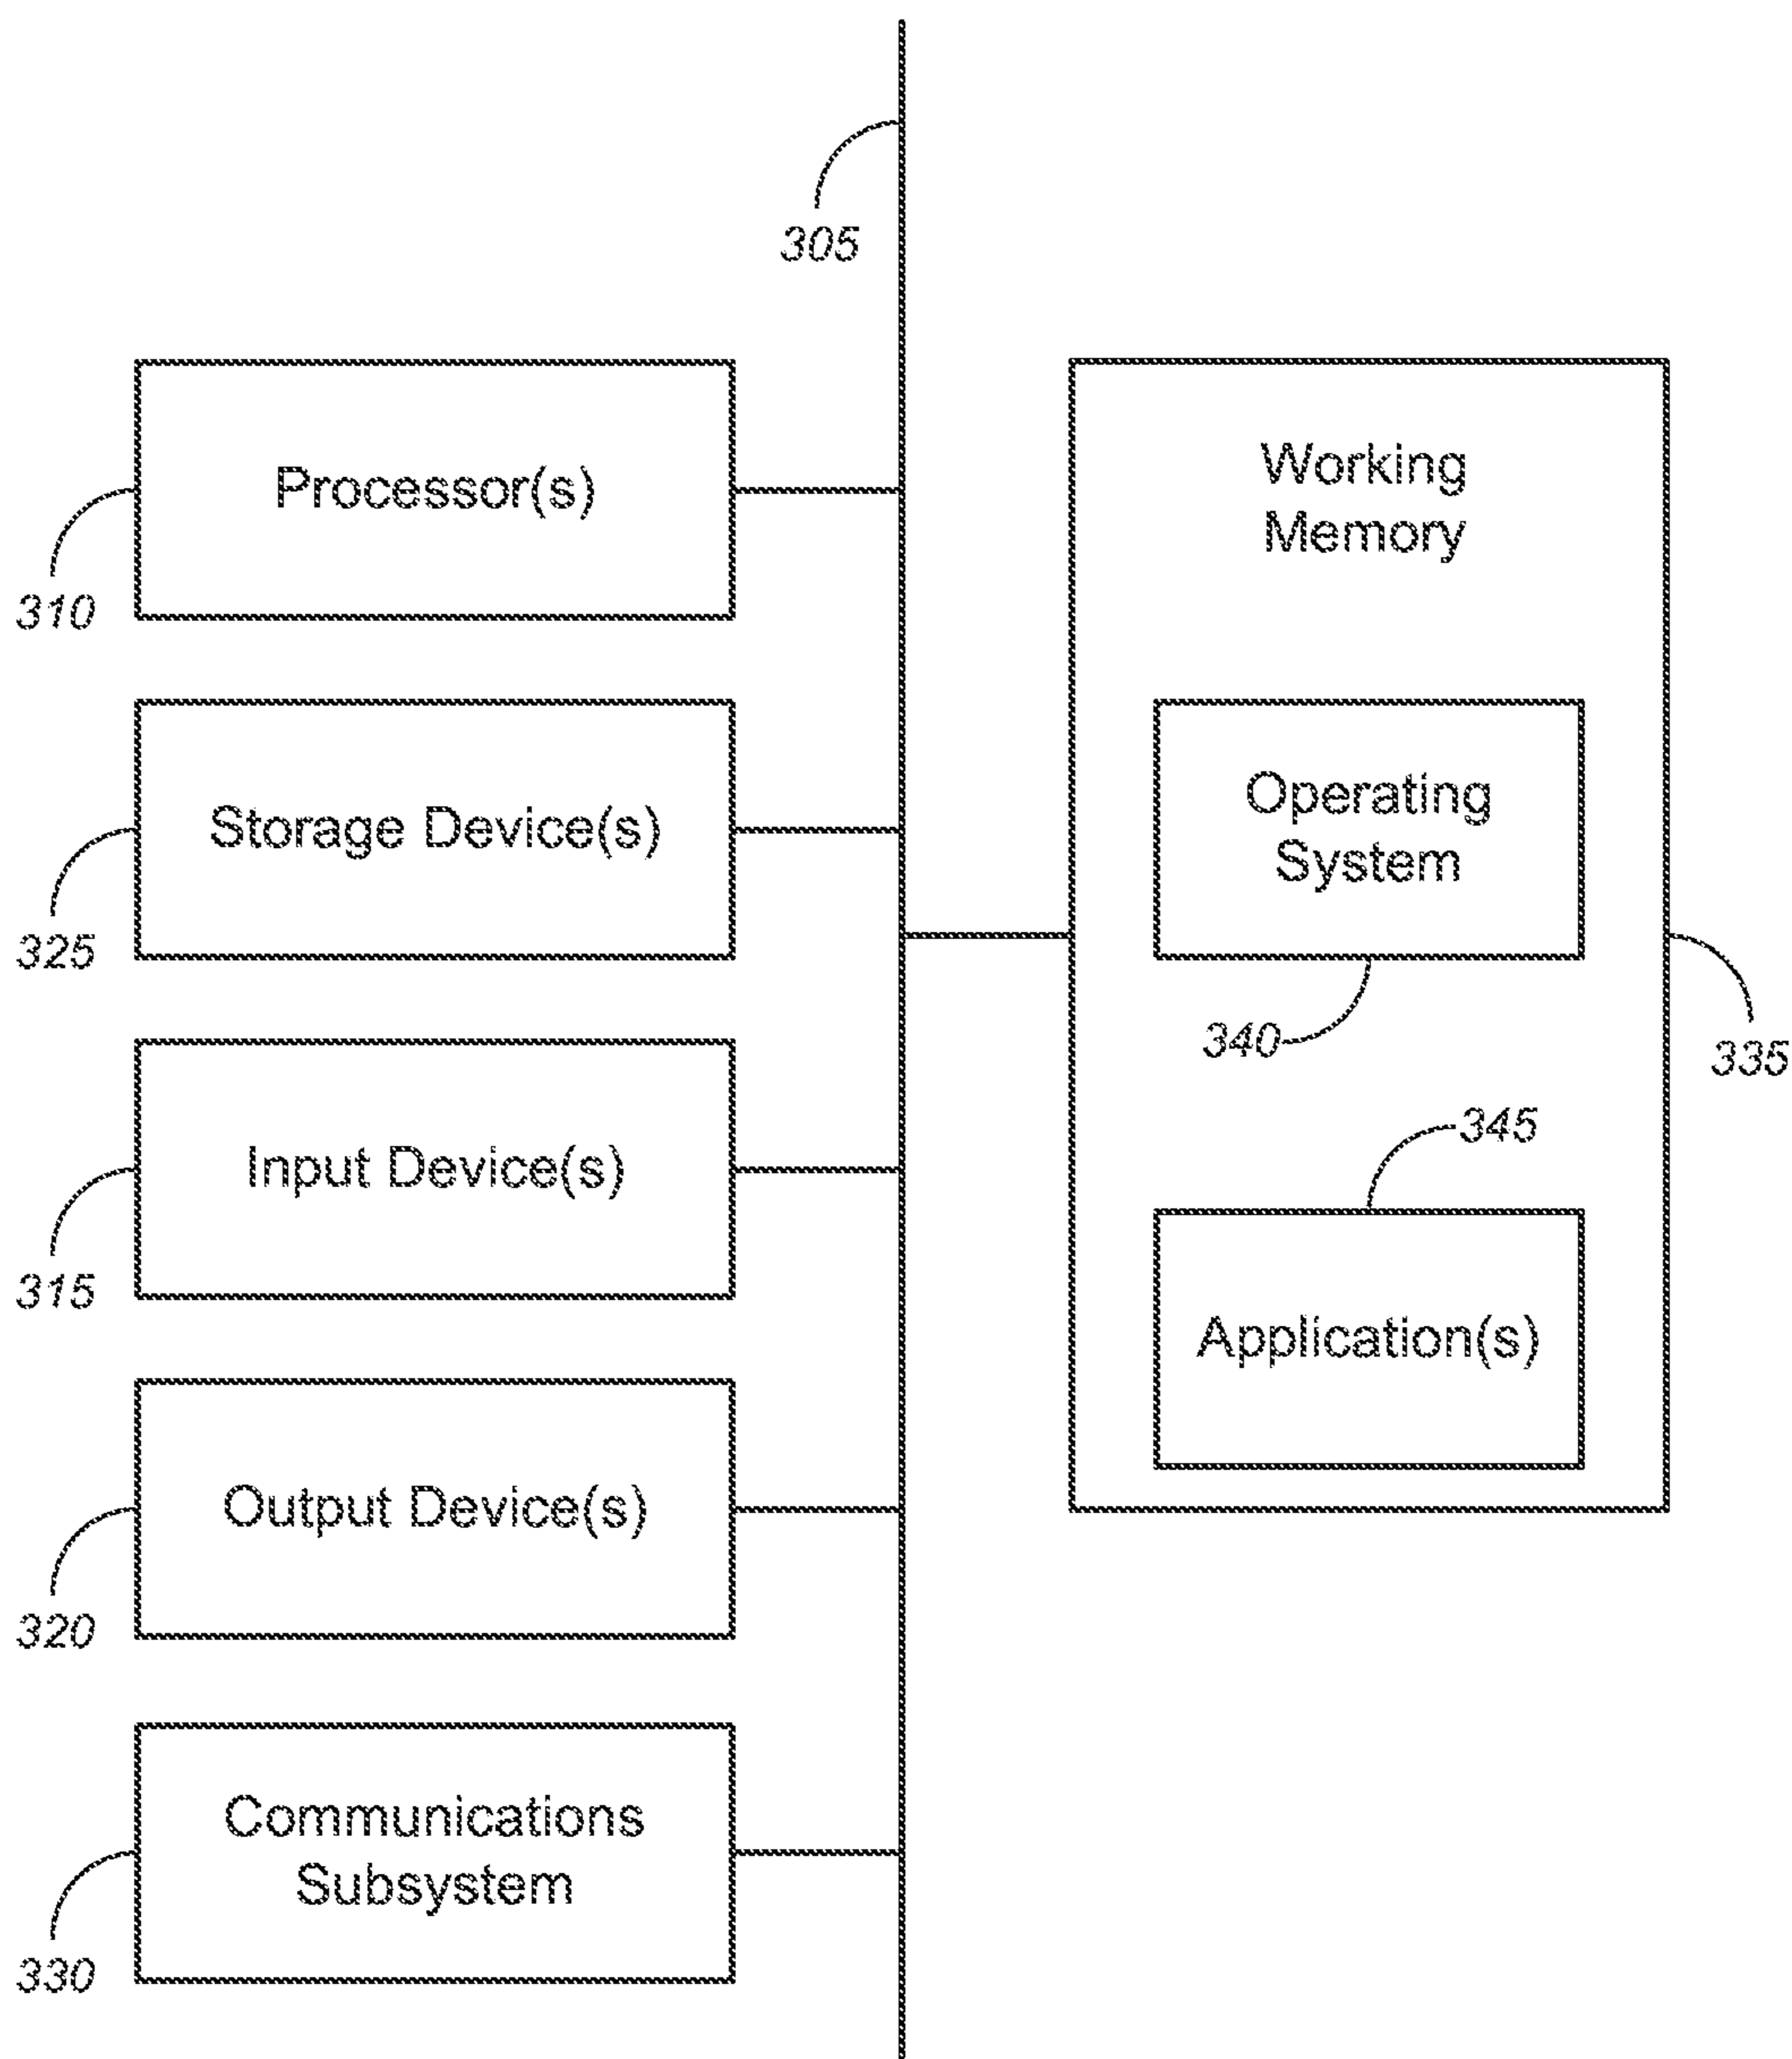 305
Processor(s)
310
Storage Device(s)
325
Input Device(s)
315
Output Device(s)
320
Communications
Subsystem
330
Working
Memory
Operating
System
340
335
345
Application(s)